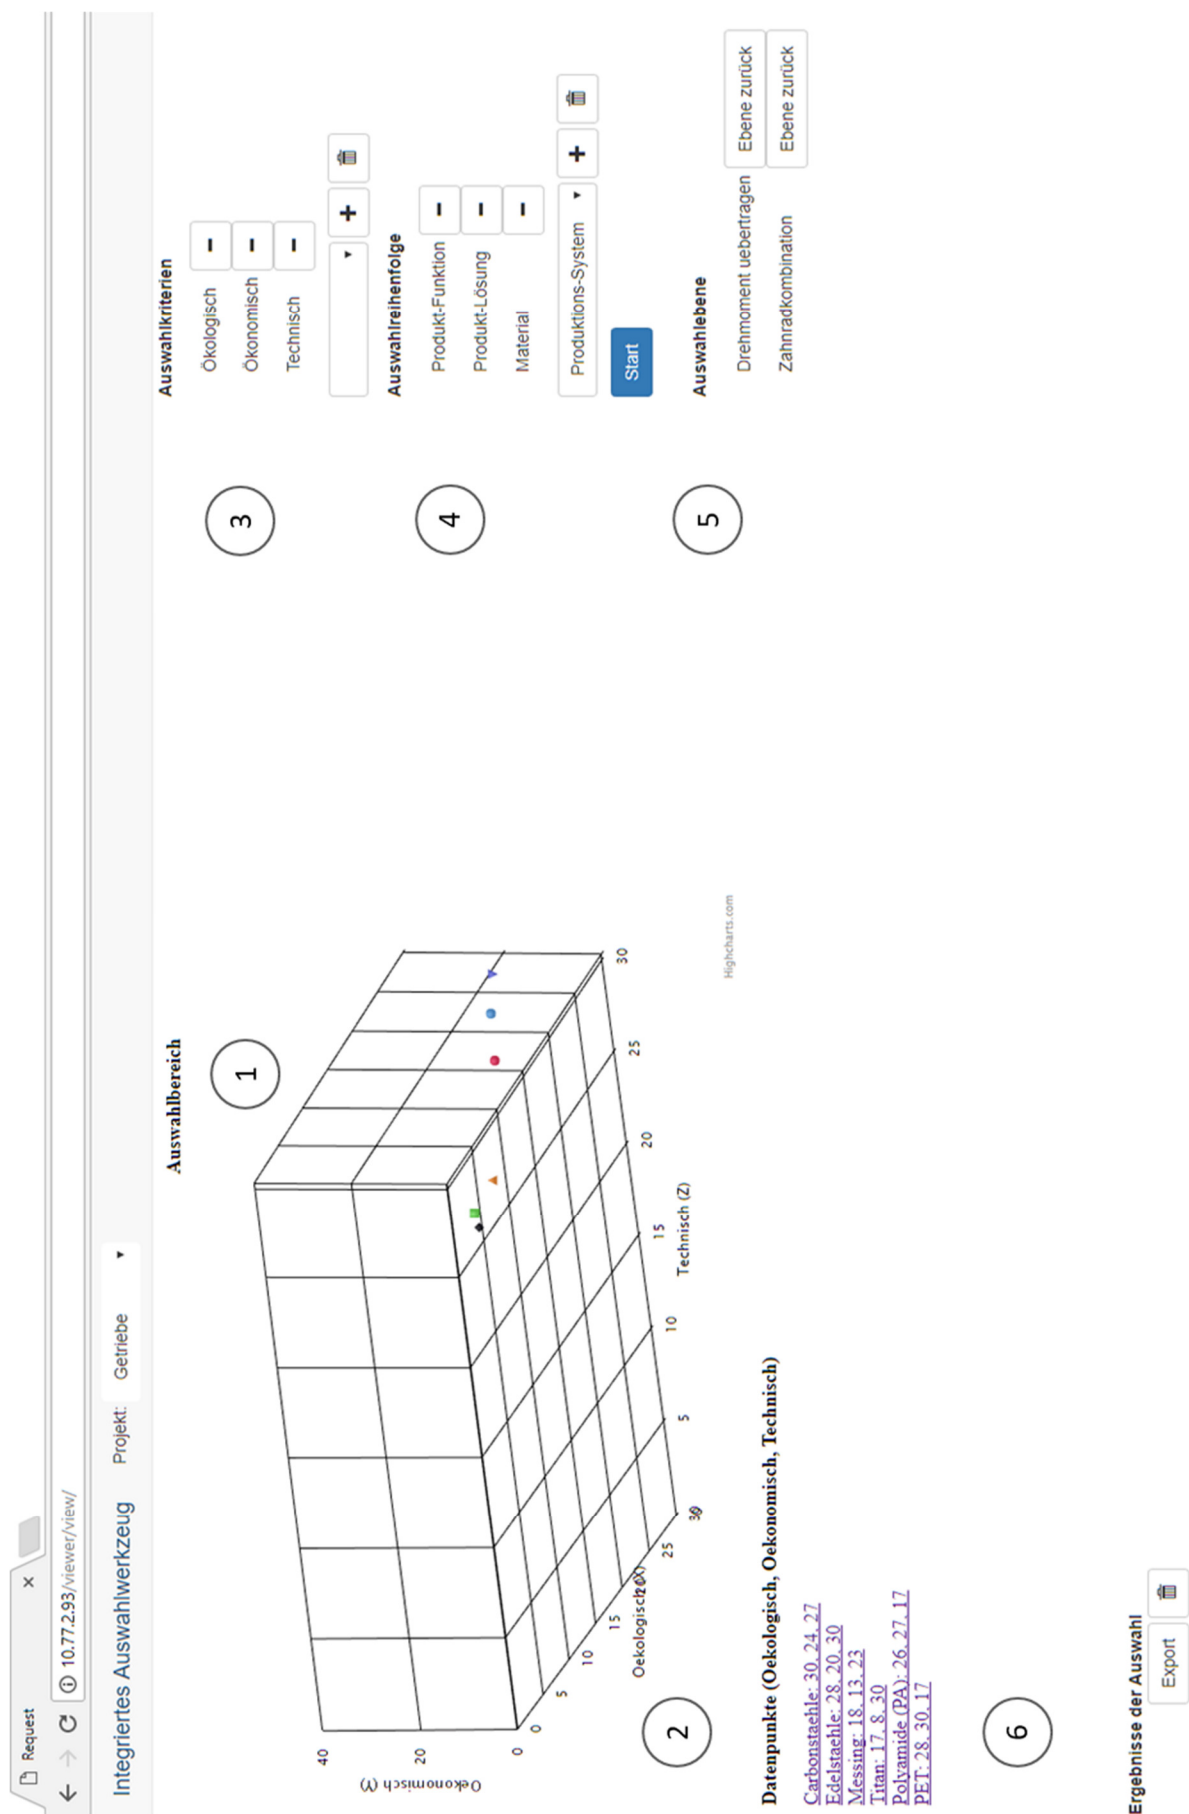 Request ×
10.77.2.93/viewer/view/
Integriertes Auswahlwerkzeug Projekt: Getriebe
Auswahlbereich
1
40
20
0
Oekonomisch (Y)
0
5
10
15
20
25
30
Oekologisch (X)
0
5
10
15
20
25
30
Technisch (Z)
Highcharts.com
2
Datenpunkte (Oekologisch, Oekonomisch, Technisch)
Carbonstaehle: 30, 24, 27
Edelstaehle: 28, 20, 30
Messing: 18, 13, 23
Titan: 17, 8, 30
Polyamide (PA): 26, 27, 17
PET: 28, 30, 17
3
Auswahlkriterien
Ökologisch −
Ökonomisch −
Technisch −
+
4
Auswahlreihenfolge
Produkt-Funktion −
Produkt-Lösung −
Material −
Produktions-System +
Start
5
Auswahlebene
Drehmoment uebertragen Ebene zurück
Zahnradkombination Ebene zurück
6
Ergebnisse der Auswahl
Export